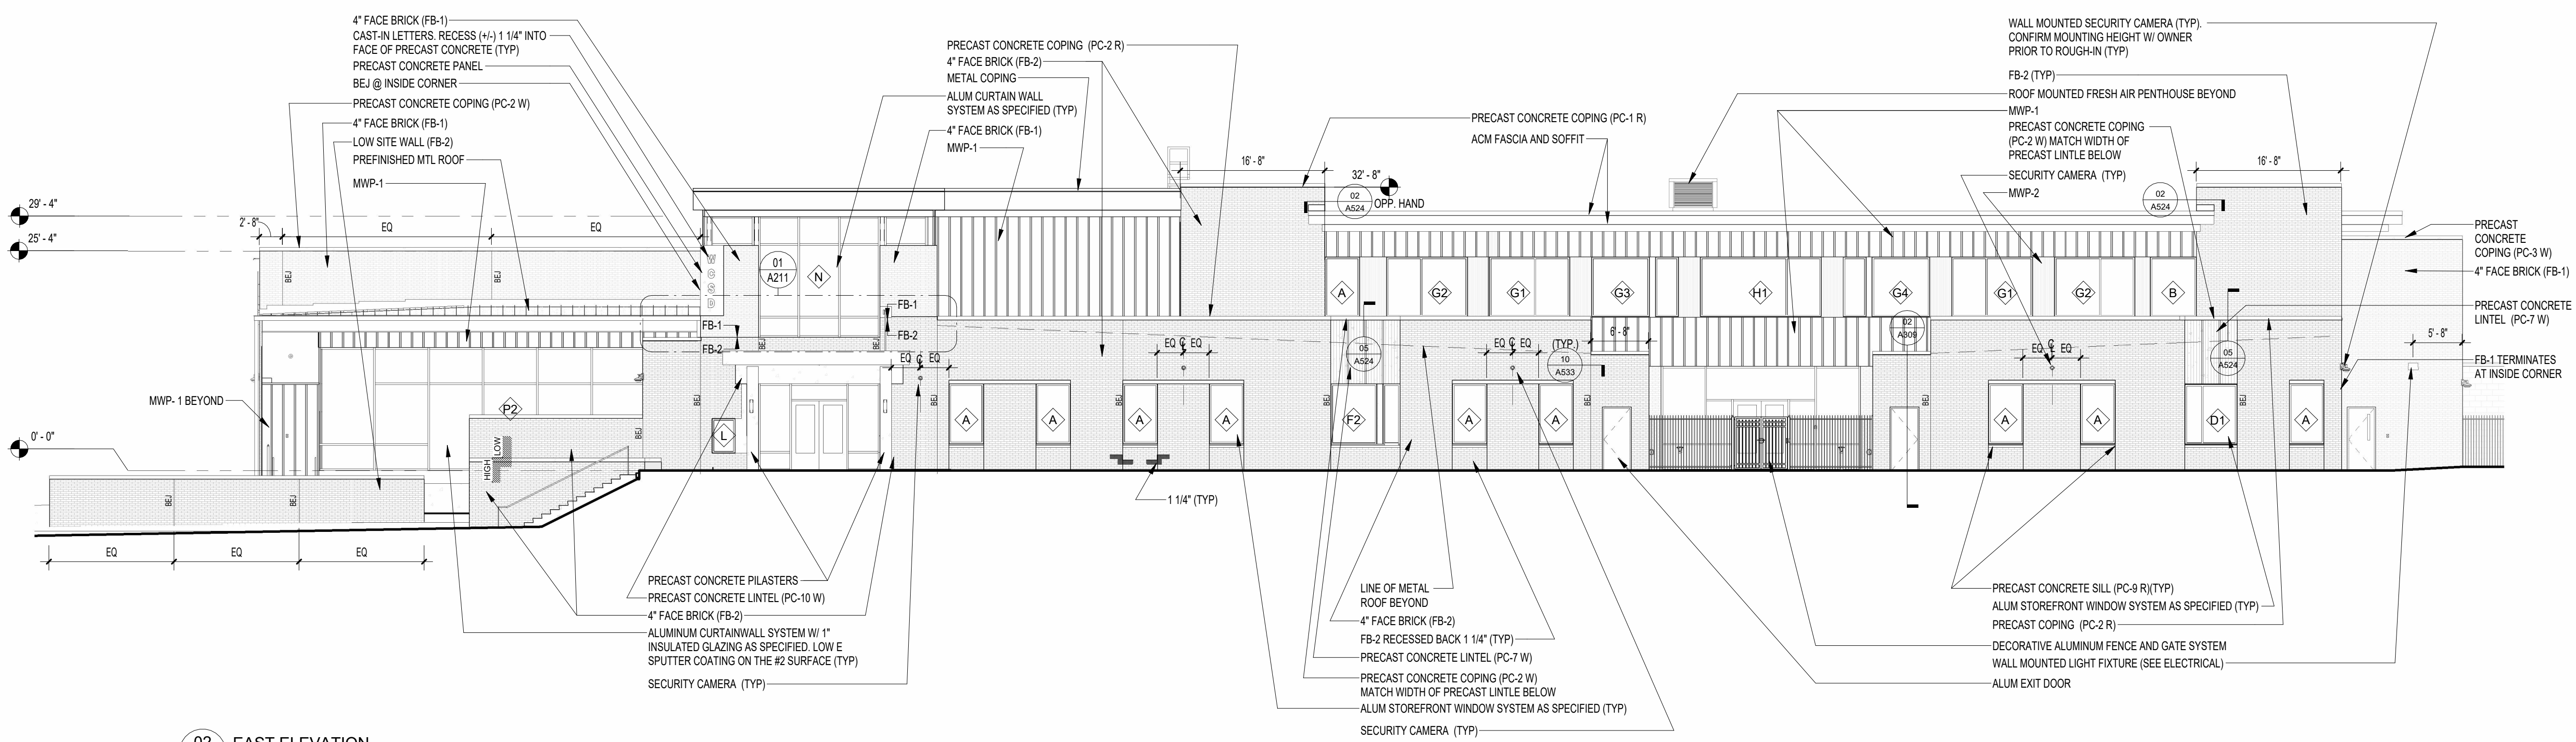 4" FACE BRICK (FB-1)
CAST-IN LETTERS. RECESS (+/-) 1 1/4" INTO
FACE OF PRECAST CONCRETE (TYP)
PRECAST CONCRETE PANEL
BEJ @ INSIDE CORNER
PRECAST CONCRETE COPING (PC-2 W)
4" FACE BRICK (FB-1)
LOW SITE WALL (FB-2)
PREFINISHED MTL ROOF
MWP-1
PRECAST CONCRETE COPING (PC-2 R)
4" FACE BRICK (FB-2)
METAL COPING
ALUM CURTAIN WALL
SYSTEM AS SPECIFIED (TYP)
4" FACE BRICK (FB-1)
MWP-1
PRECAST CONCRETE COPING (PC-1 R)
ACM FASCIA AND SOFFIT
WALL MOUNTED SECURITY CAMERA (TYP).
CONFIRM MOUNTING HEIGHT W/ OWNER
PRIOR TO ROUGH-IN (TYP)
FB-2 (TYP)
ROOF MOUNTED FRESH AIR PENTHOUSE BEYOND
MWP-1
PRECAST CONCRETE COPING
(PC-2 W) MATCH WIDTH OF
PRECAST LINTLE BELOW
SECURITY CAMERA (TYP)
MWP-2
16' - 8"
32' - 8"
02
A524
OPP. HAND
02
A524
16' - 8"
29' - 4"
25' - 4"
2' - 8"
EQ
EQ
BEJ
BEJ
W
C
S
D
01
A211
N
FB-1
FB-2
FB-1
FB-2
BEJ
BEJ
A
G2
G1
G3
H1
G4
G1
G2
B
PRECAST
CONCRETE
COPING (PC-3 W)
4" FACE BRICK (FB-1)
PRECAST CONCRETE
LINTEL (PC-7 W)
5' - 8"
FB-1 TERMINATES
AT INSIDE CORNER
EQ
EQ
EQ
EQ
05
A524
EQ
EQ
(TYP.)
10
A533
6' - 8"
02
A309
EQ
EQ
05
A524
MWP- 1 BEYOND
0' - 0"
P2
HIGH
LOW
BEJ
BEJ
L
BEJ
A
A
BEJ
A
A
BEJ
F2
A
A
BEJ
BEJ
A
A
D1
BEJ
A
BEJ
BEJ
1 1/4" (TYP)
EQ
EQ
EQ
PRECAST CONCRETE PILASTERS
PRECAST CONCRETE LINTEL (PC-10 W)
4" FACE BRICK (FB-2)
ALUMINUM CURTAINWALL SYSTEM W/ 1"
INSULATED GLAZING AS SPECIFIED. LOW E
SPUTTER COATING ON THE #2 SURFACE (TYP)
SECURITY CAMERA (TYP)
LINE OF METAL
ROOF BEYOND
4" FACE BRICK (FB-2)
FB-2 RECESSED BACK 1 1/4" (TYP)
PRECAST CONCRETE LINTEL (PC-7 W)
PRECAST CONCRETE COPING (PC-2 W)
MATCH WIDTH OF PRECAST LINTLE BELOW
ALUM STOREFRONT WINDOW SYSTEM AS SPECIFIED (TYP)
SECURITY CAMERA (TYP)
PRECAST CONCRETE SILL (PC-9 R)(TYP)
ALUM STOREFRONT WINDOW SYSTEM AS SPECIFIED (TYP)
PRECAST COPING (PC-2 R)
DECORATIVE ALUMINUM FENCE AND GATE SYSTEM
WALL MOUNTED LIGHT FIXTURE (SEE ELECTRICAL)
ALUM EXIT DOOR
02
EAST ELEVATION